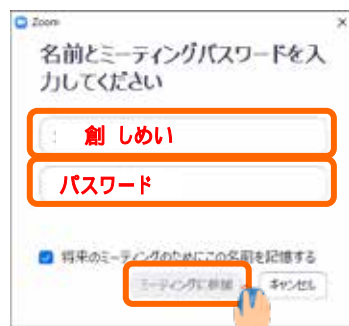 Zoom
名前とミーティングパスワードを入
力してください
創 しめい
パスワード
将来のミーティングのためにこの名前を記憶する
ミーティングに参加
キャンセル